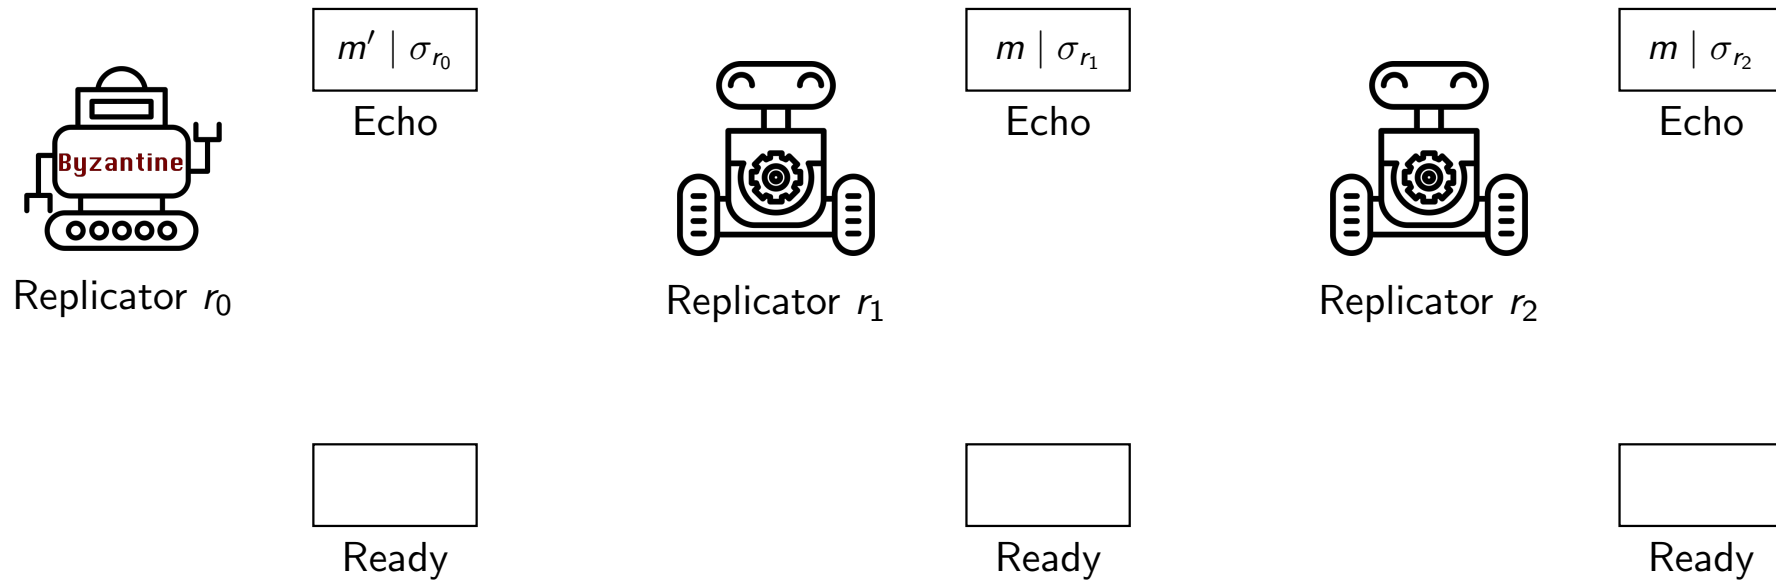 m′ | σr₀
m | σr₁
m | σr₂
Echo
Echo
Echo
Byzantine
Replicator r₀
Replicator r₁
Replicator r₂
Ready
Ready
Ready